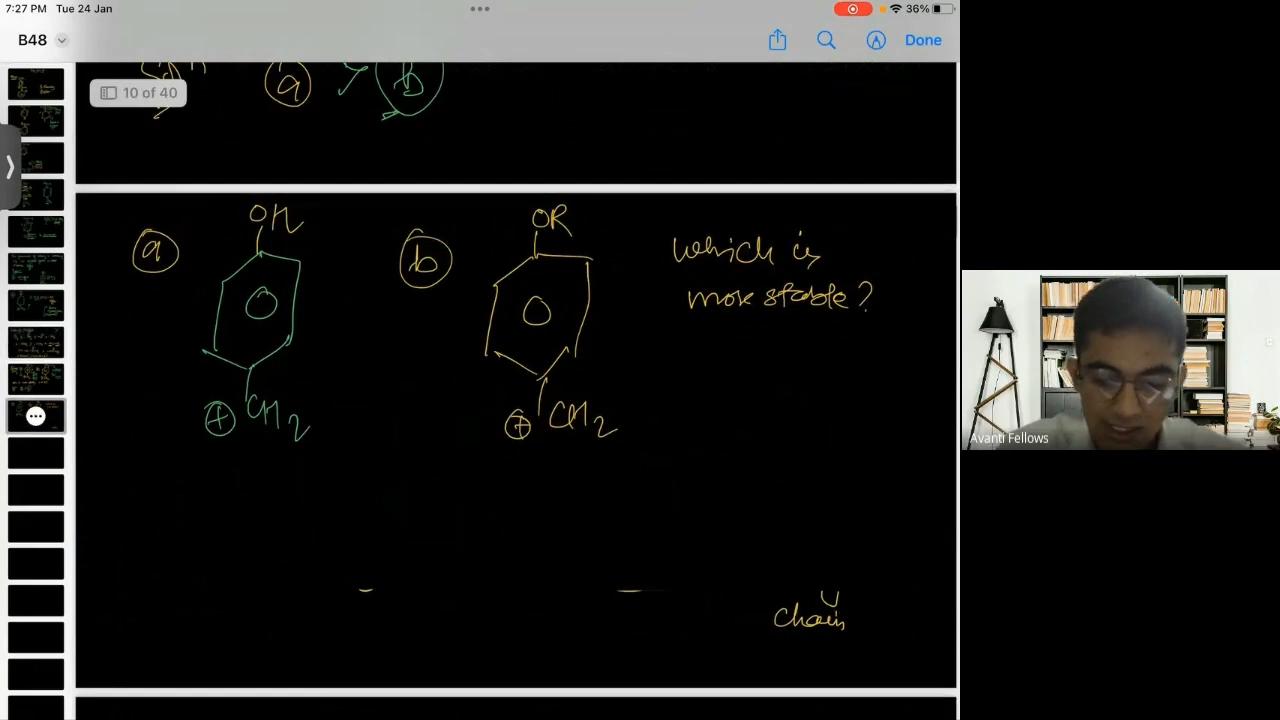 7:27 PM Tue 24 Jan
36%
B48
Done
10 of 40
a > b
a
OH
b
OR
which is
more stable?
⊕ CH2
⊕ CH2
Chain
Avanti Fellows